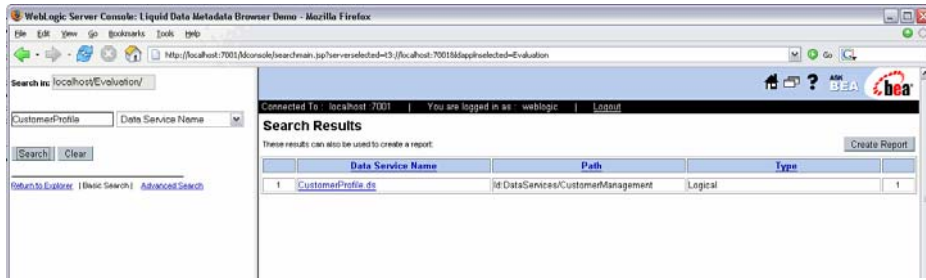 WebLogic Server Console: Liquid Data Metadata Browser Demo - Mozilla Firefox
File Edit View Go Bookmarks Tools Help
http://localhost:7001/ldconsole/searchmain.jsp?serverselected=t3://localhost:7001&ldapplnselected=Evaluation
Go
Search in: localhost/Evaluation/
CustomerProfile Data Service Name
Search Clear
Return to Explorer | Basic Search | Advanced Search
? ASK BEA bea
Connected To : localhost :7001 | You are logged in as : weblogic | Logout
Search Results
These results can also be used to create a report:
Create Report
Data Service Name Path Type
1 CustomerProfile.ds ld:DataServices/CustomerManagement Logical 1